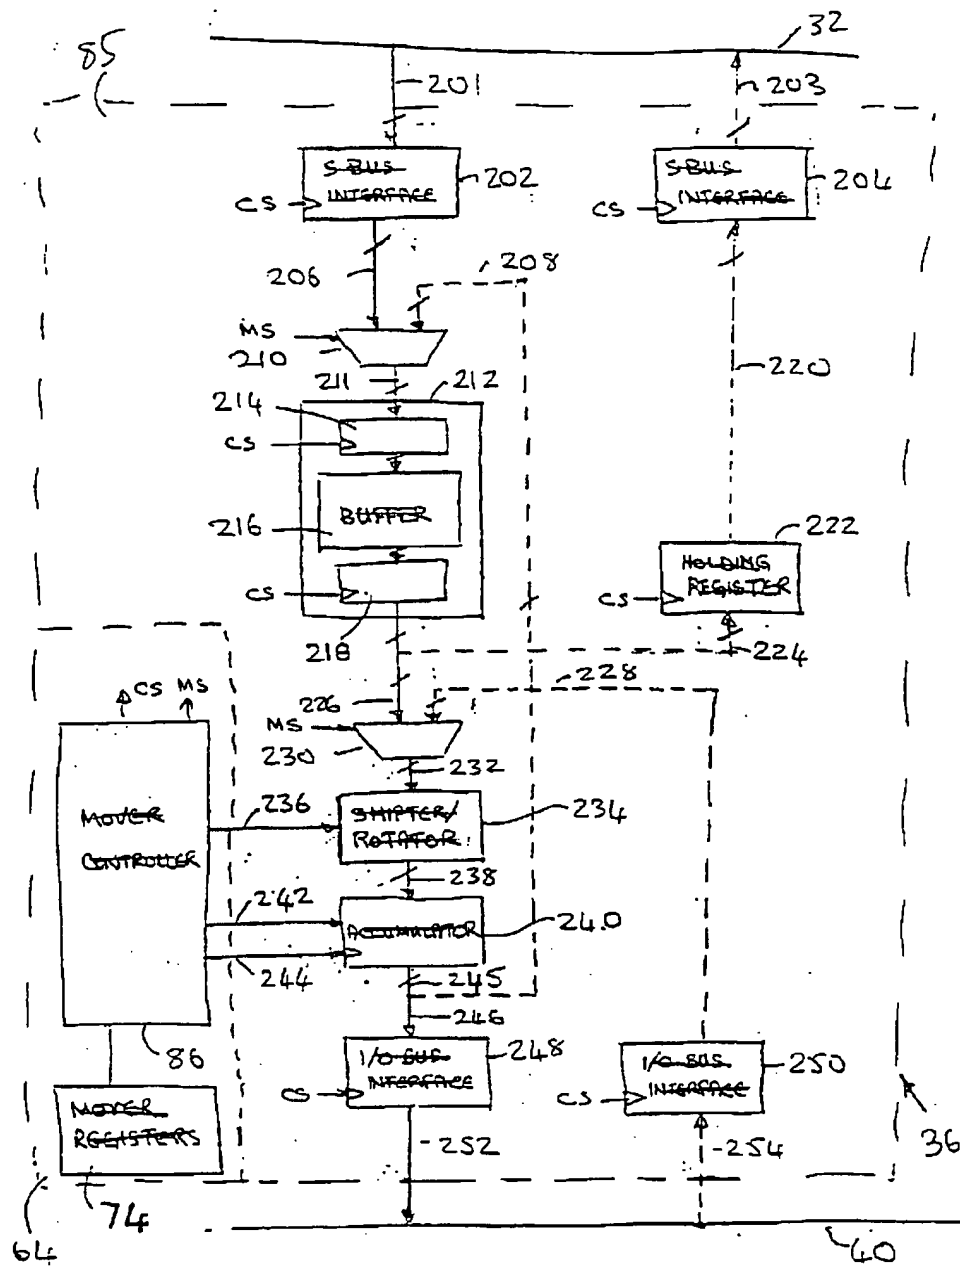 32
85
201
203
S-BUS
INTERFACE
202
CS
S-BUS
INTERFACE
204
CS
206
208
MS
210
211
212
214
CS
216
BUFFER
CS
218
220
222
HOLDING
REGISTER
CS
224
226
228
CS MS
MS
230
232
MOVER
CONTROLLER
236
SHIFTER/
ROTATOR
234
238
242
ACCUMULATOR
240
244
245
246
86
I/O BUS
INTERFACE
248
CS
I/O BUS
INTERFACE
250
CS
MOVER
REGISTERS
252
254
36
64
74
40